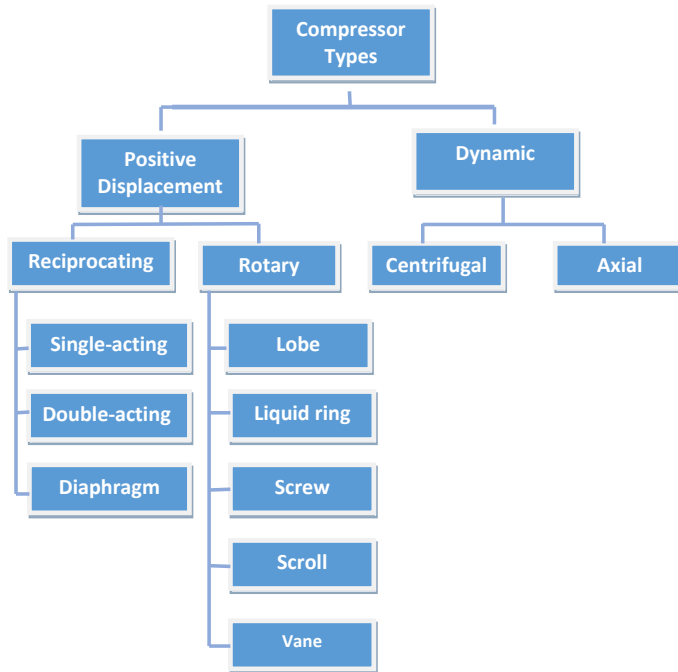 Compressor
Types
Positive
Displacement
Dynamic
Reciprocating
Rotary
Centrifugal
Axial
Single-acting
Lobe
Double-acting
Liquid ring
Diaphragm
Screw
Scroll
Vane